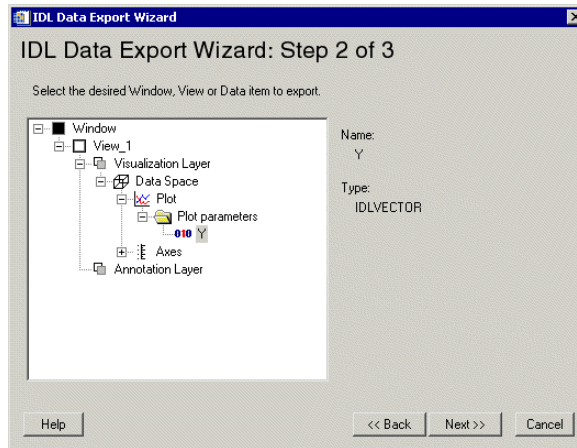 IDL Data Export Wizard
IDL Data Export Wizard: Step 2 of 3
Select the desired Window, View or Data item to export.
Window
View_1
Visualization Layer
Data Space
Plot
Plot parameters
010 Y
Axes
Annotation Layer
Name:
Y
Type:
IDLVECTOR
Help
<< Back
Next >>
Cancel